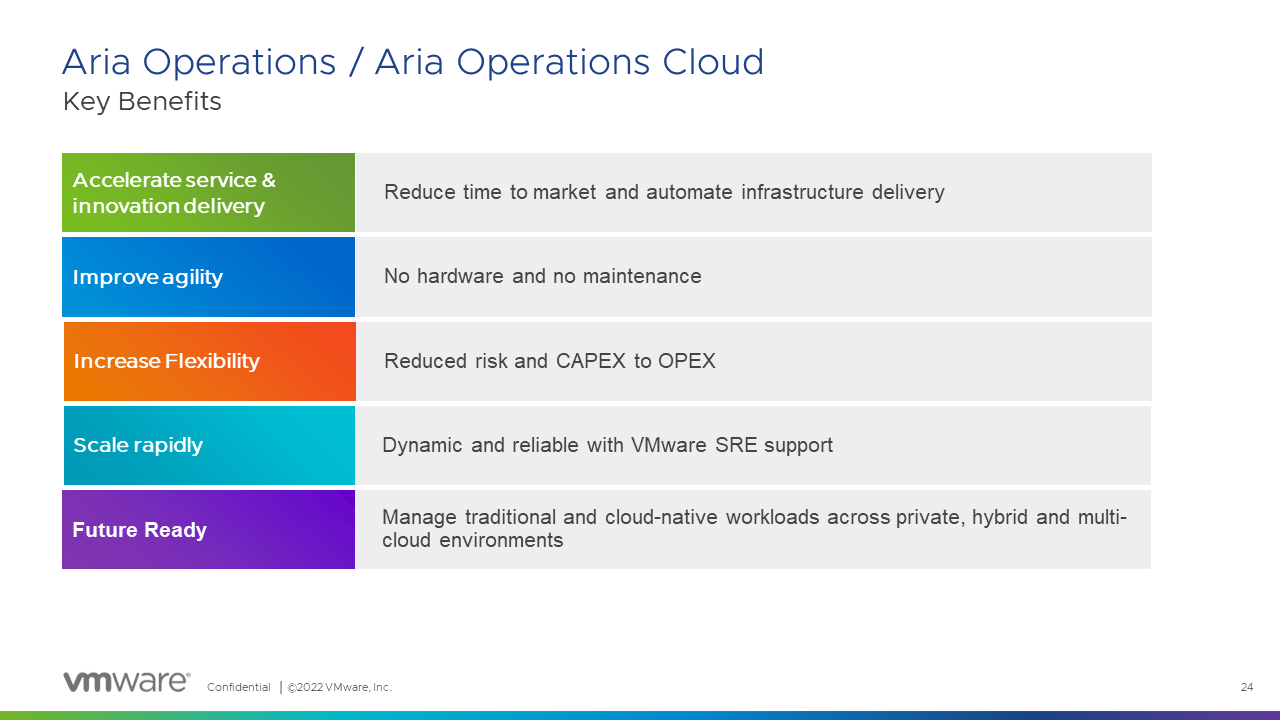 Aria Operations / Aria Operations Cloud
Key Benefits
Accelerate service &
innovation delivery
Reduce time to market and automate infrastructure delivery
Improve agility
No hardware and no maintenance
Increase Flexibility
Reduced risk and CAPEX to OPEX
Scale rapidly
Dynamic and reliable with VMware SRE support
Future Ready
Manage traditional and cloud-native workloads across private, hybrid and multi-
cloud environments
vmware® Confidential | ©2022 VMware, Inc. 24